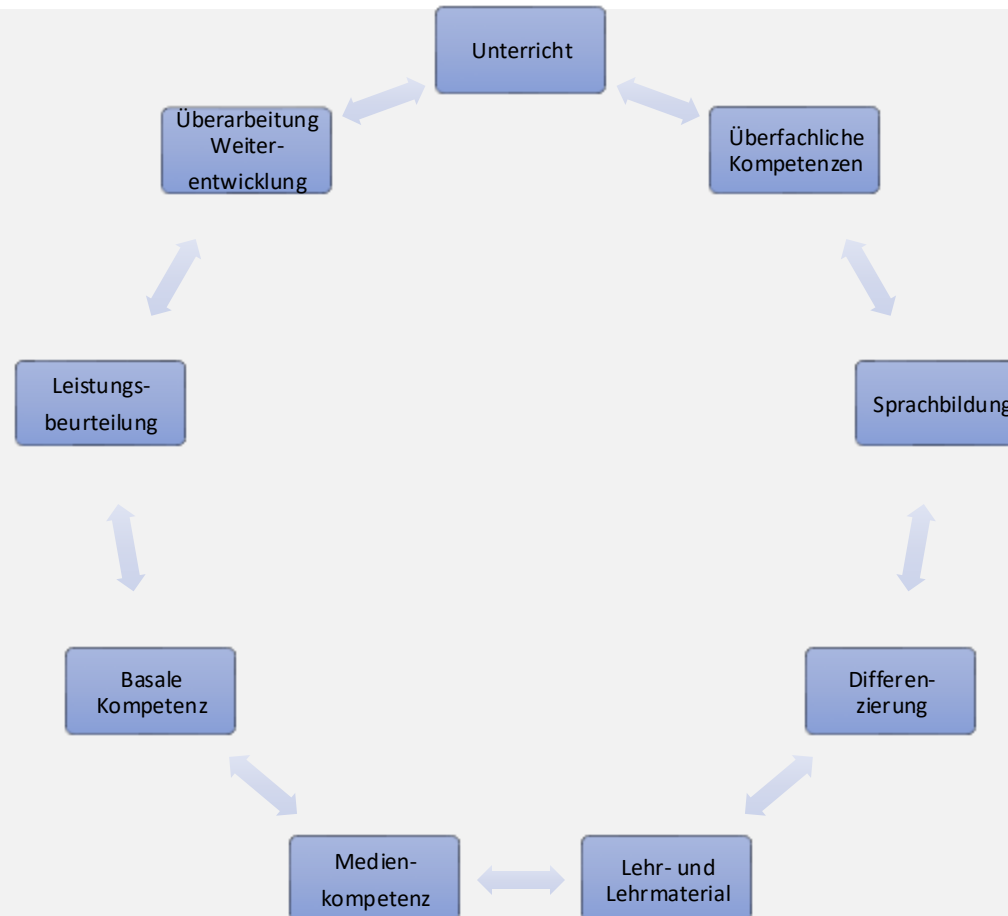 Unterricht
Überfachliche
Kompetenzen
Sprachbildung
Differen-
zierung
Lehr- und
Lehrmaterial
Medien-
kompetenz
Basale
Kompetenz
Leistungs-
beurteilung
Überarbeitung
Weiter-
entwicklung